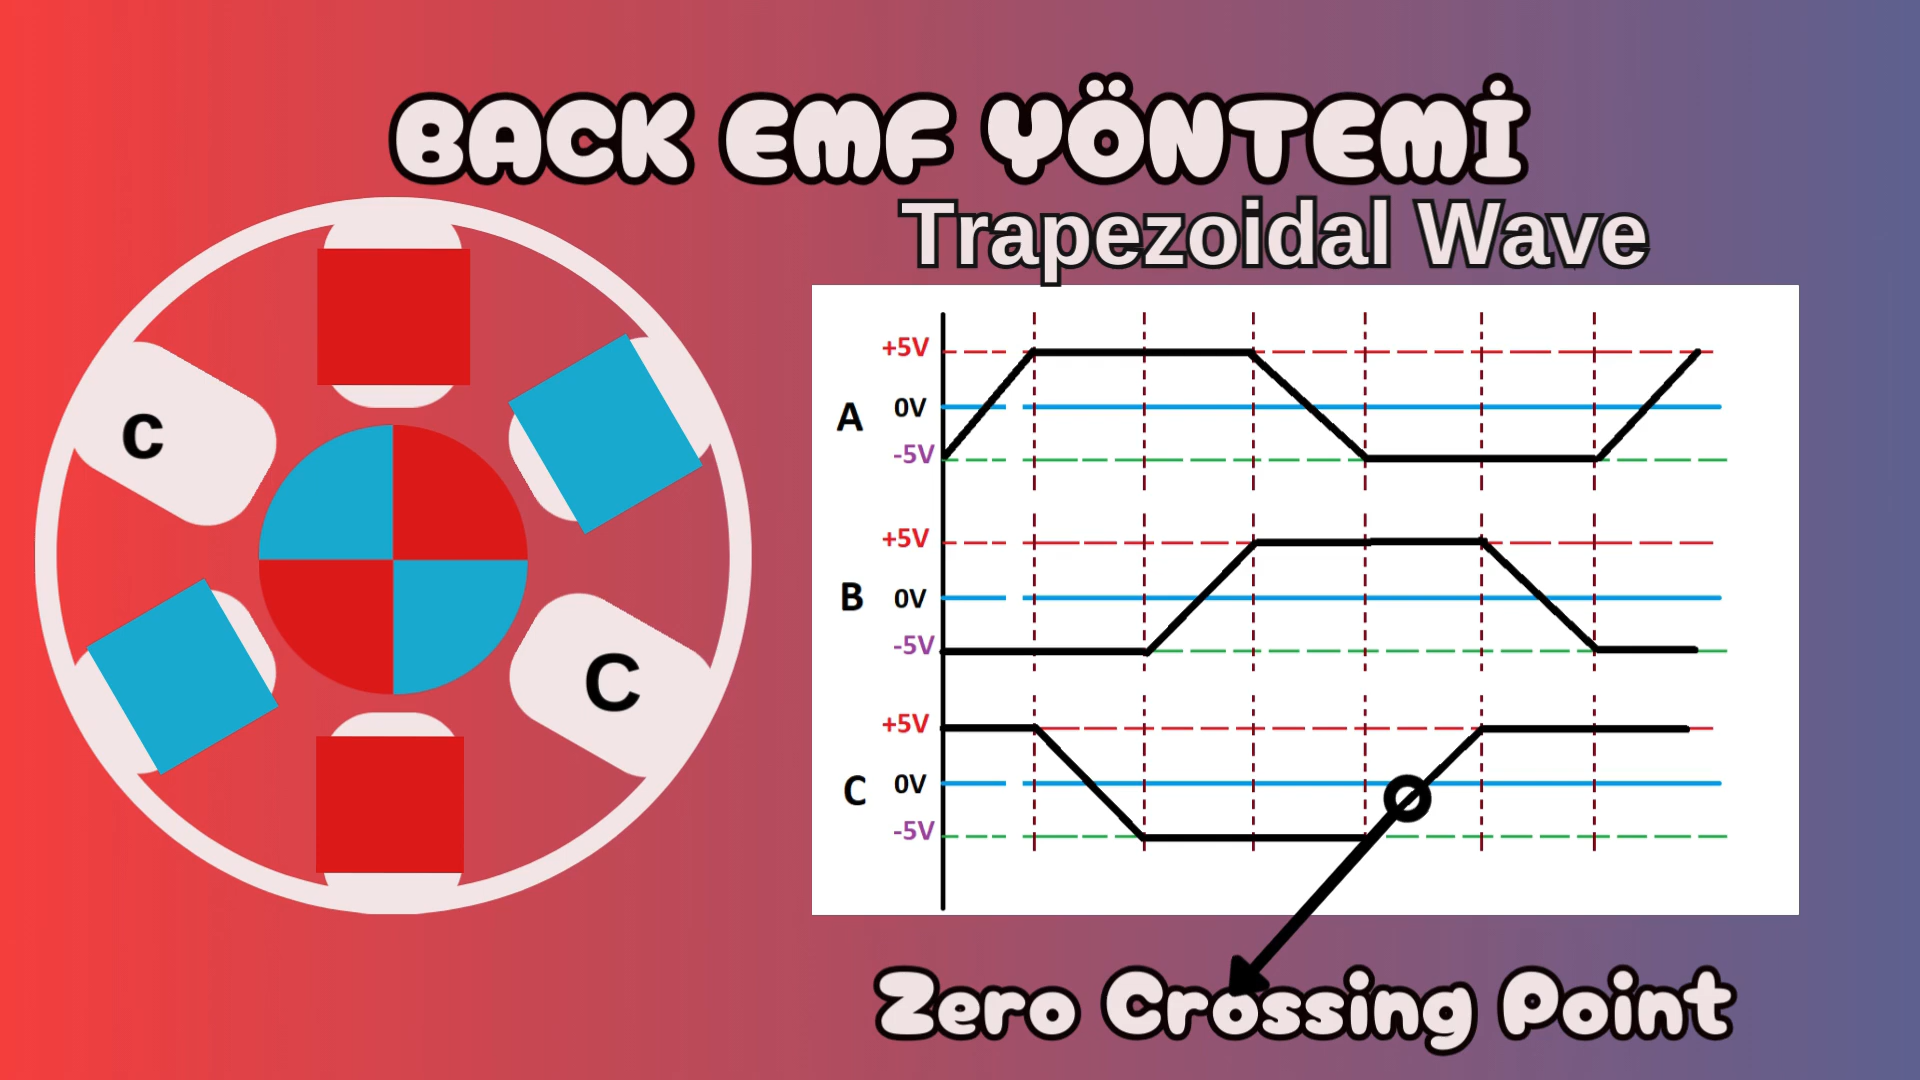 BACK EMF YÖNTEMİ
Trapezoidal Wave
c
C
+5V
A 0V
-5V
+5V
B 0V
-5V
+5V
C 0V
-5V
Zero Crossing Point